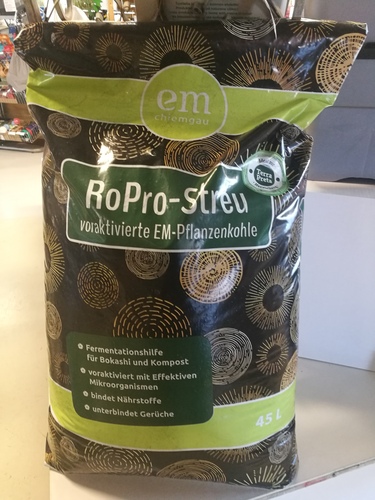 em
chiemgau
Terra
Preta
RoPro-Streu
voraktivierte EM-Pflanzenkohle
Fermentationshilfe
für Bokashi und Kompost
voraktiviert mit Effektiven
Mikroorganismen
bindet Nährstoffe
unterbindet Gerüche
45 L